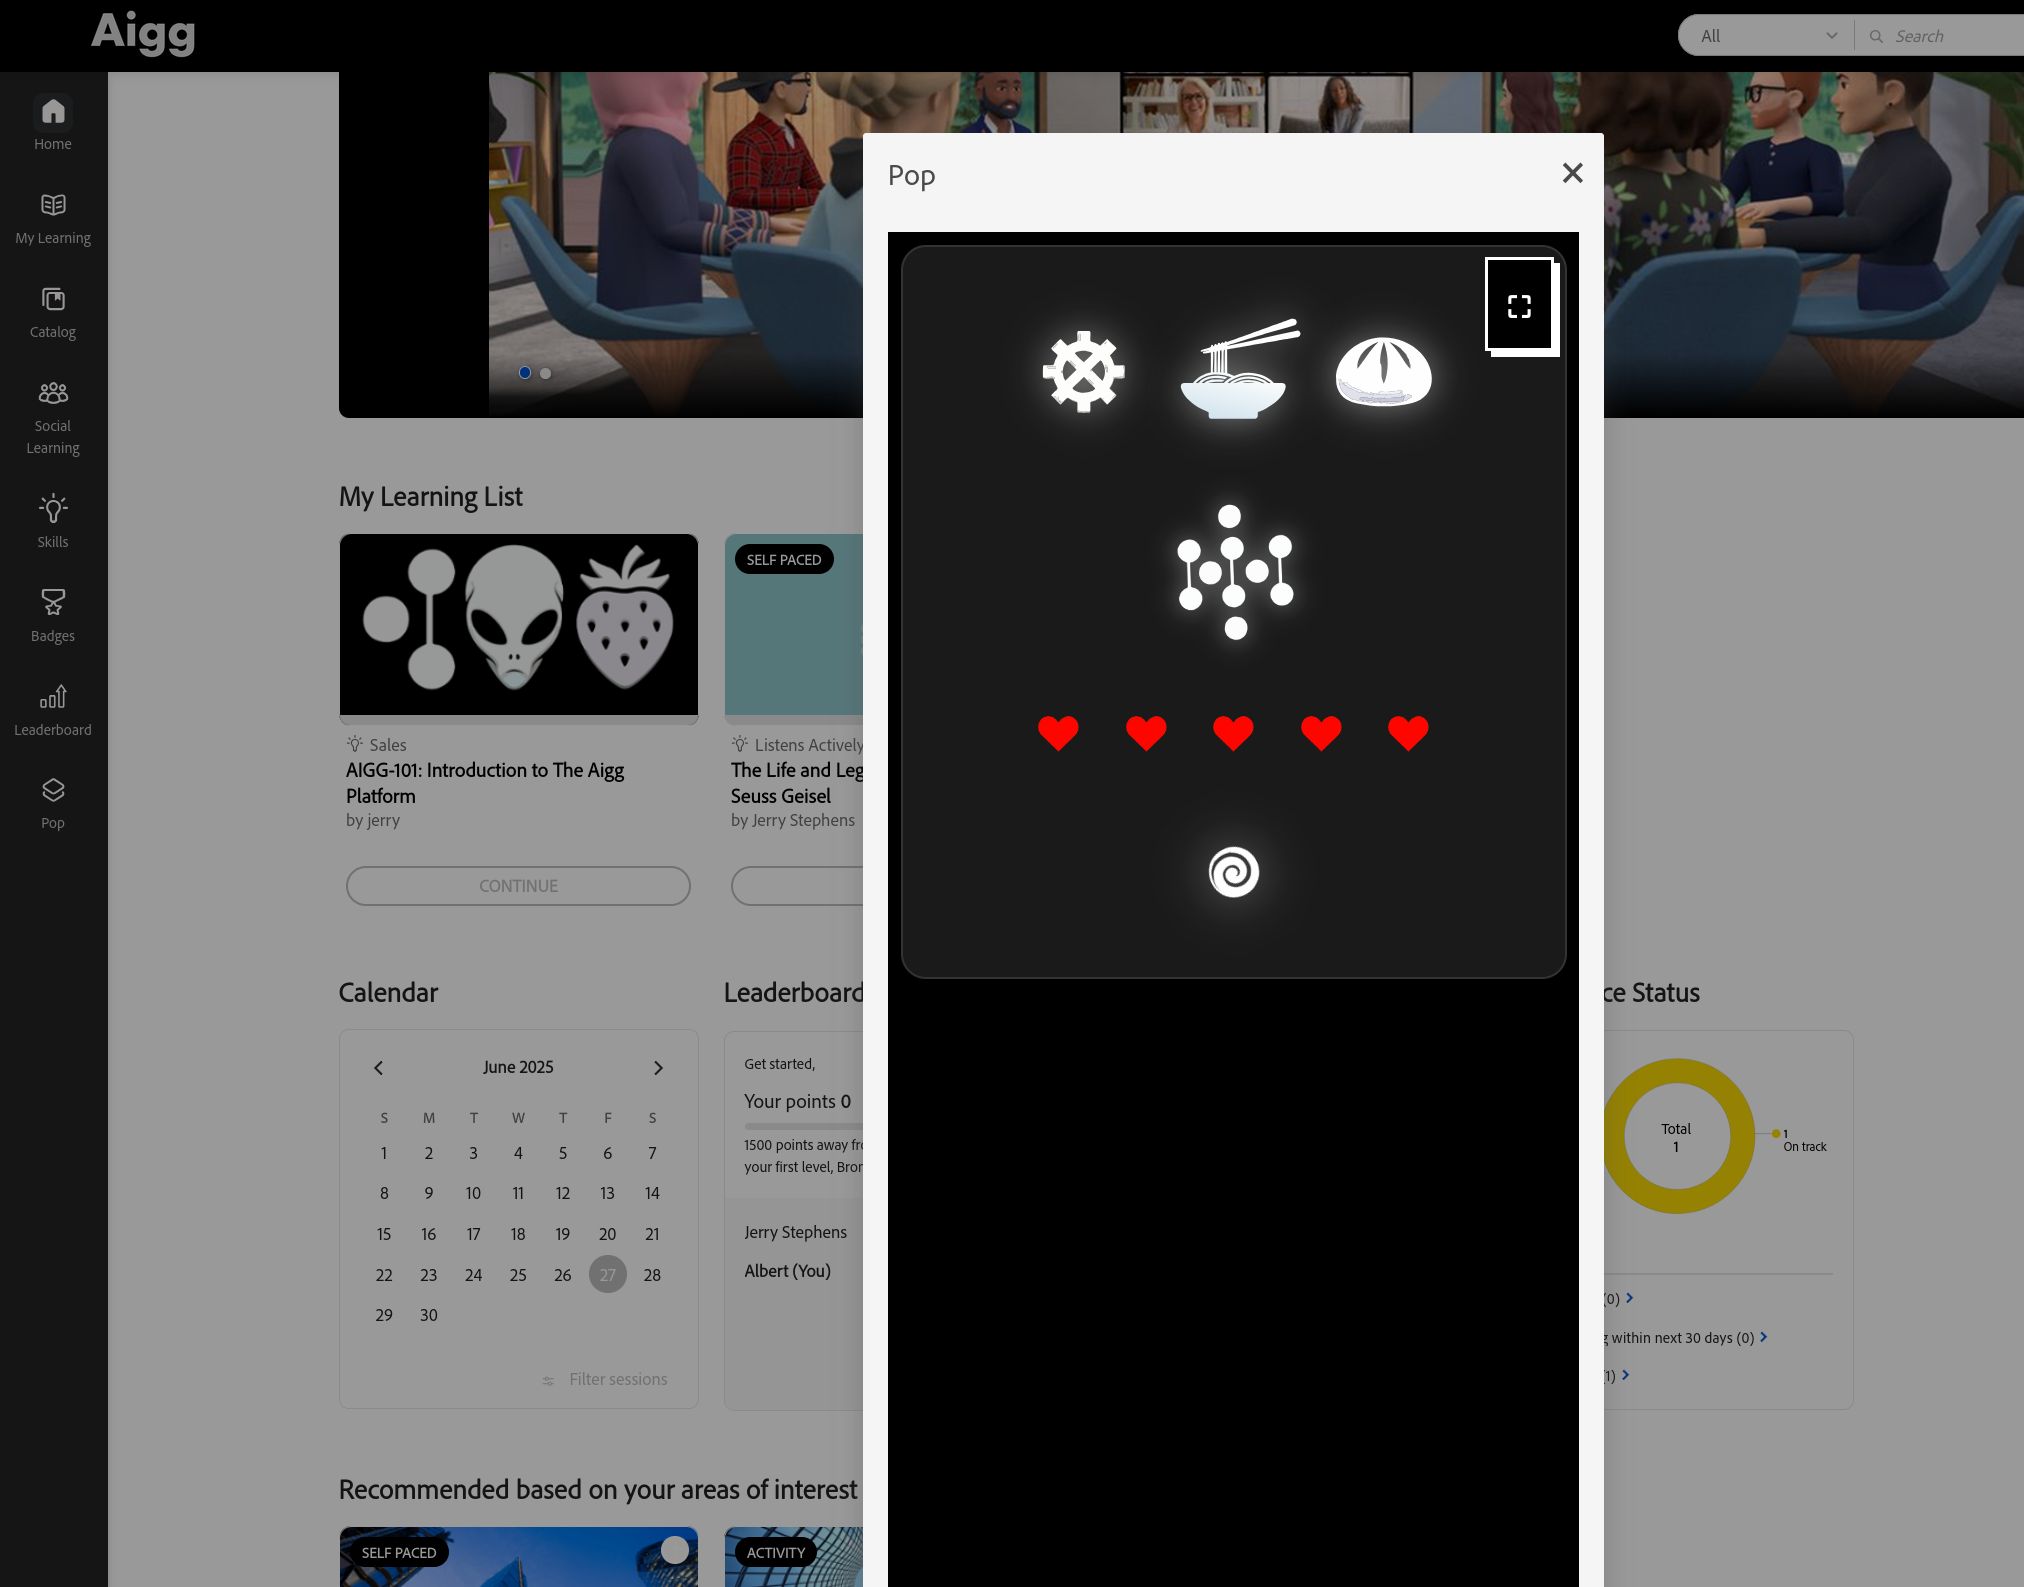 Aigg
All
Search
Home
My Learning
Catalog
Social
Learning
Skills
Badges
Leaderboard
Pop
Pop
My Learning List
SELF PACED
Sales
AIGG-101: Introduction to The Aigg
Platform
by jerry
CONTINUE
Listens Actively
The Life and Leg
Seuss Geisel
by Jerry Stephens
Calendar
June 2025
S M T W T F S
1 2 3 4 5 6 7
8 9 10 11 12 13 14
15 16 17 18 19 20 21
22 23 24 25 26 27 28
29 30
Filter sessions
Leaderboard
Get started,
Your points 0
1500 points away fro
your first level, Bron
Jerry Stephens
Albert (You)
ce Status
Total
1
1
On track
(0)
g within next 30 days (0)
(1)
Recommended based on your areas of interest
SELF PACED
ACTIVITY